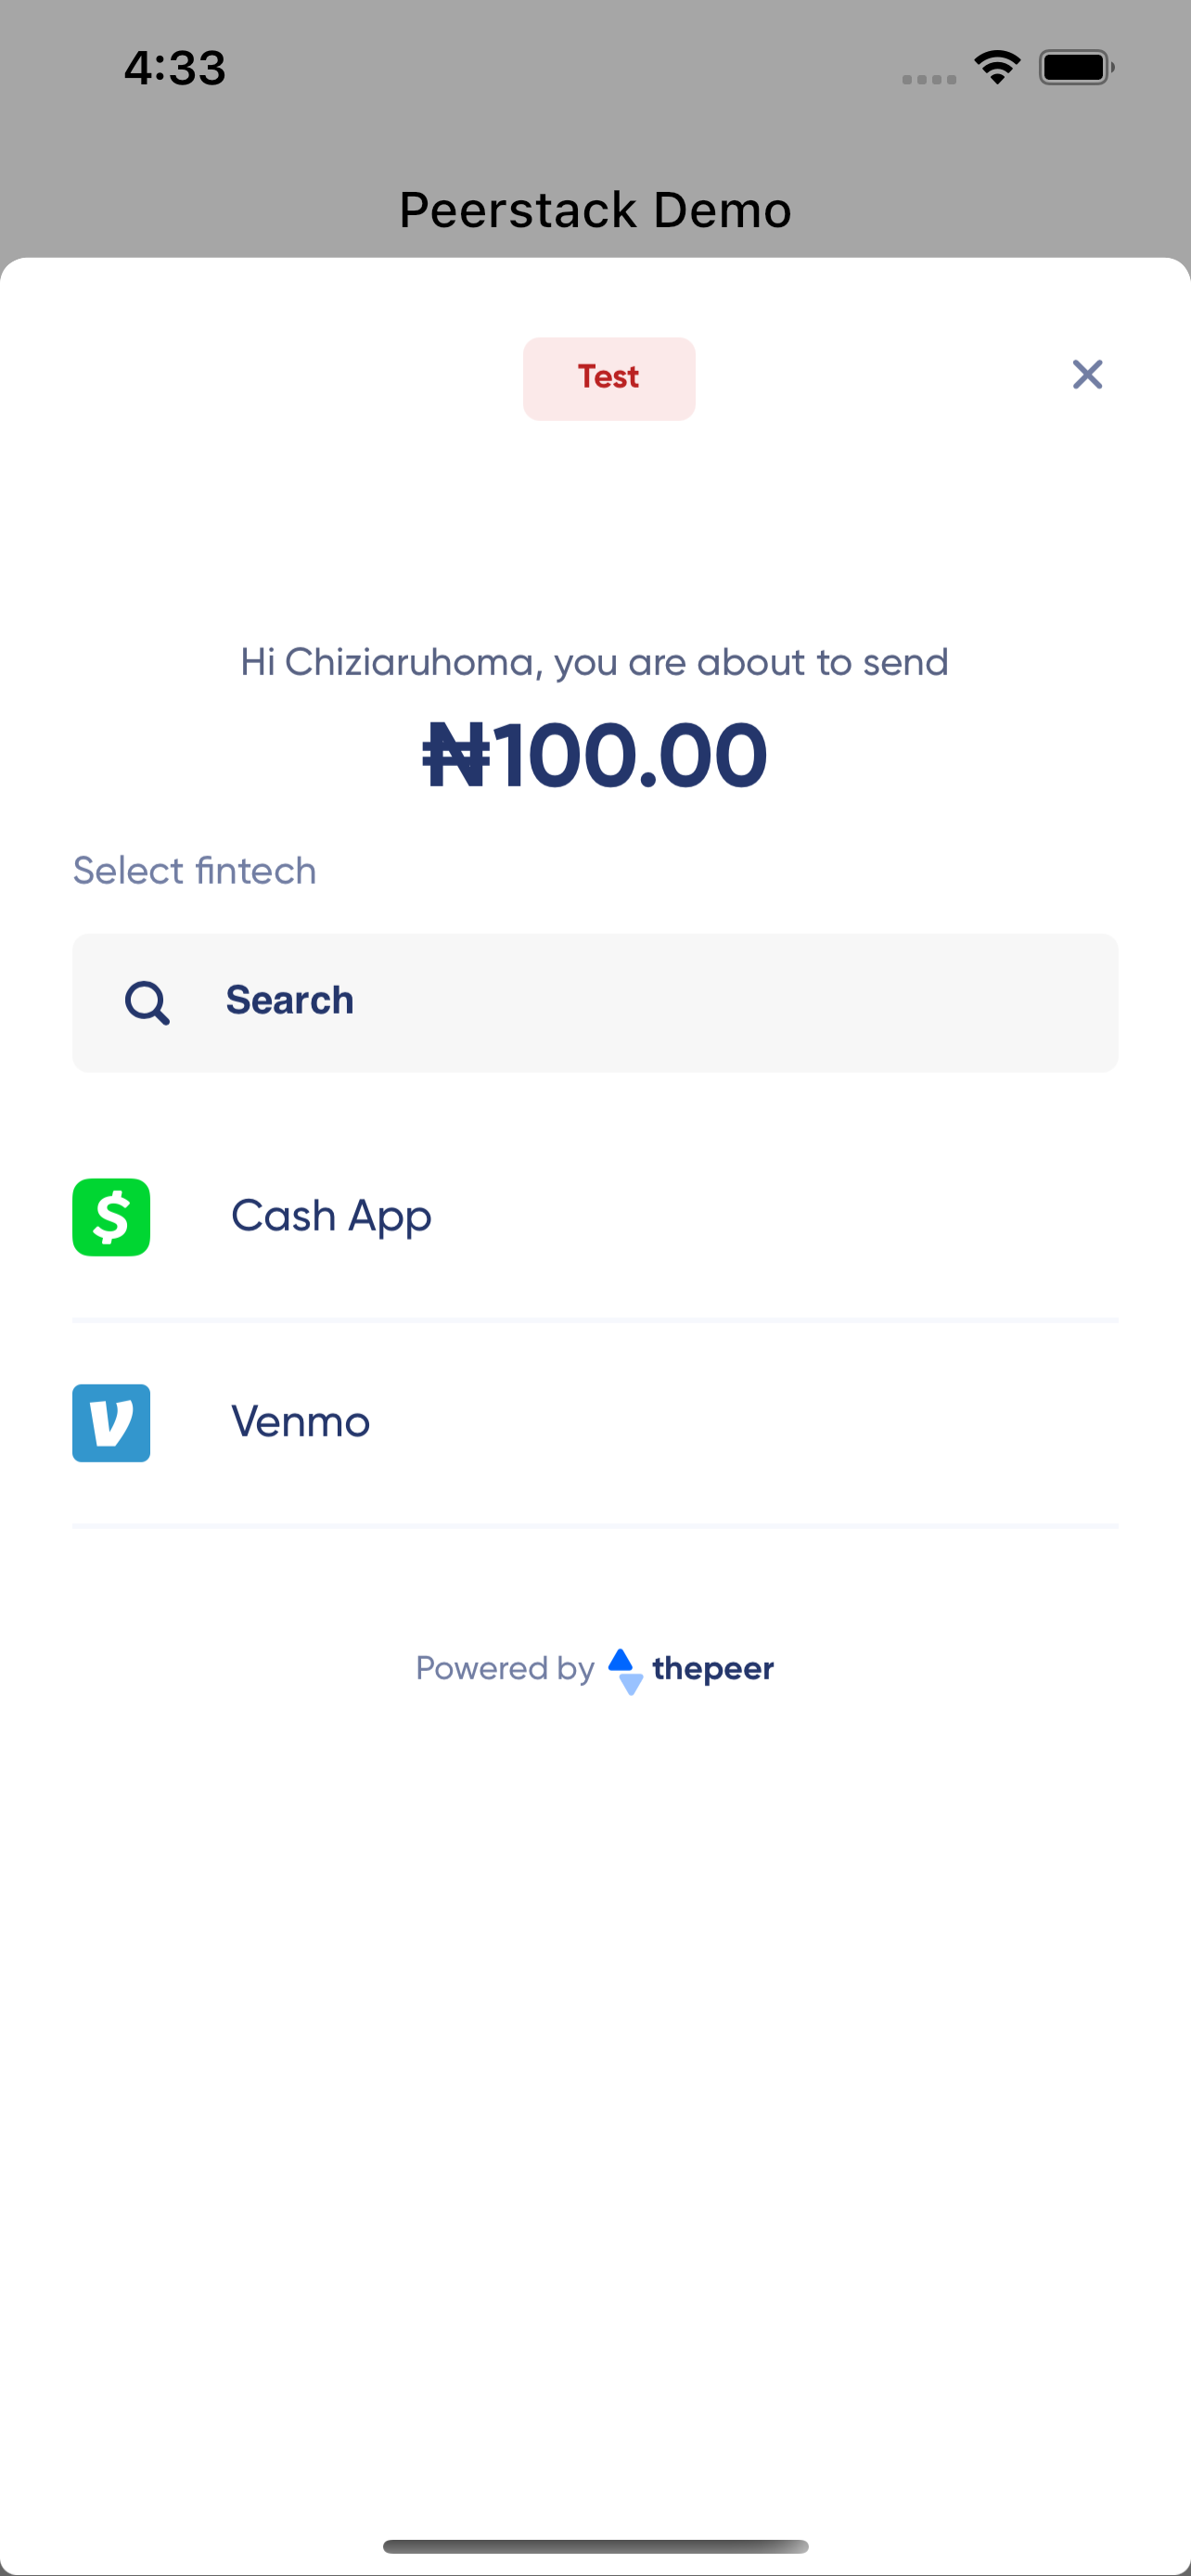 4:33
Peerstack Demo
Test
Hi Chiziaruhoma, you are about to send
₦100.00
Select fintech
Search
Cash App
Venmo
Powered by thepeer